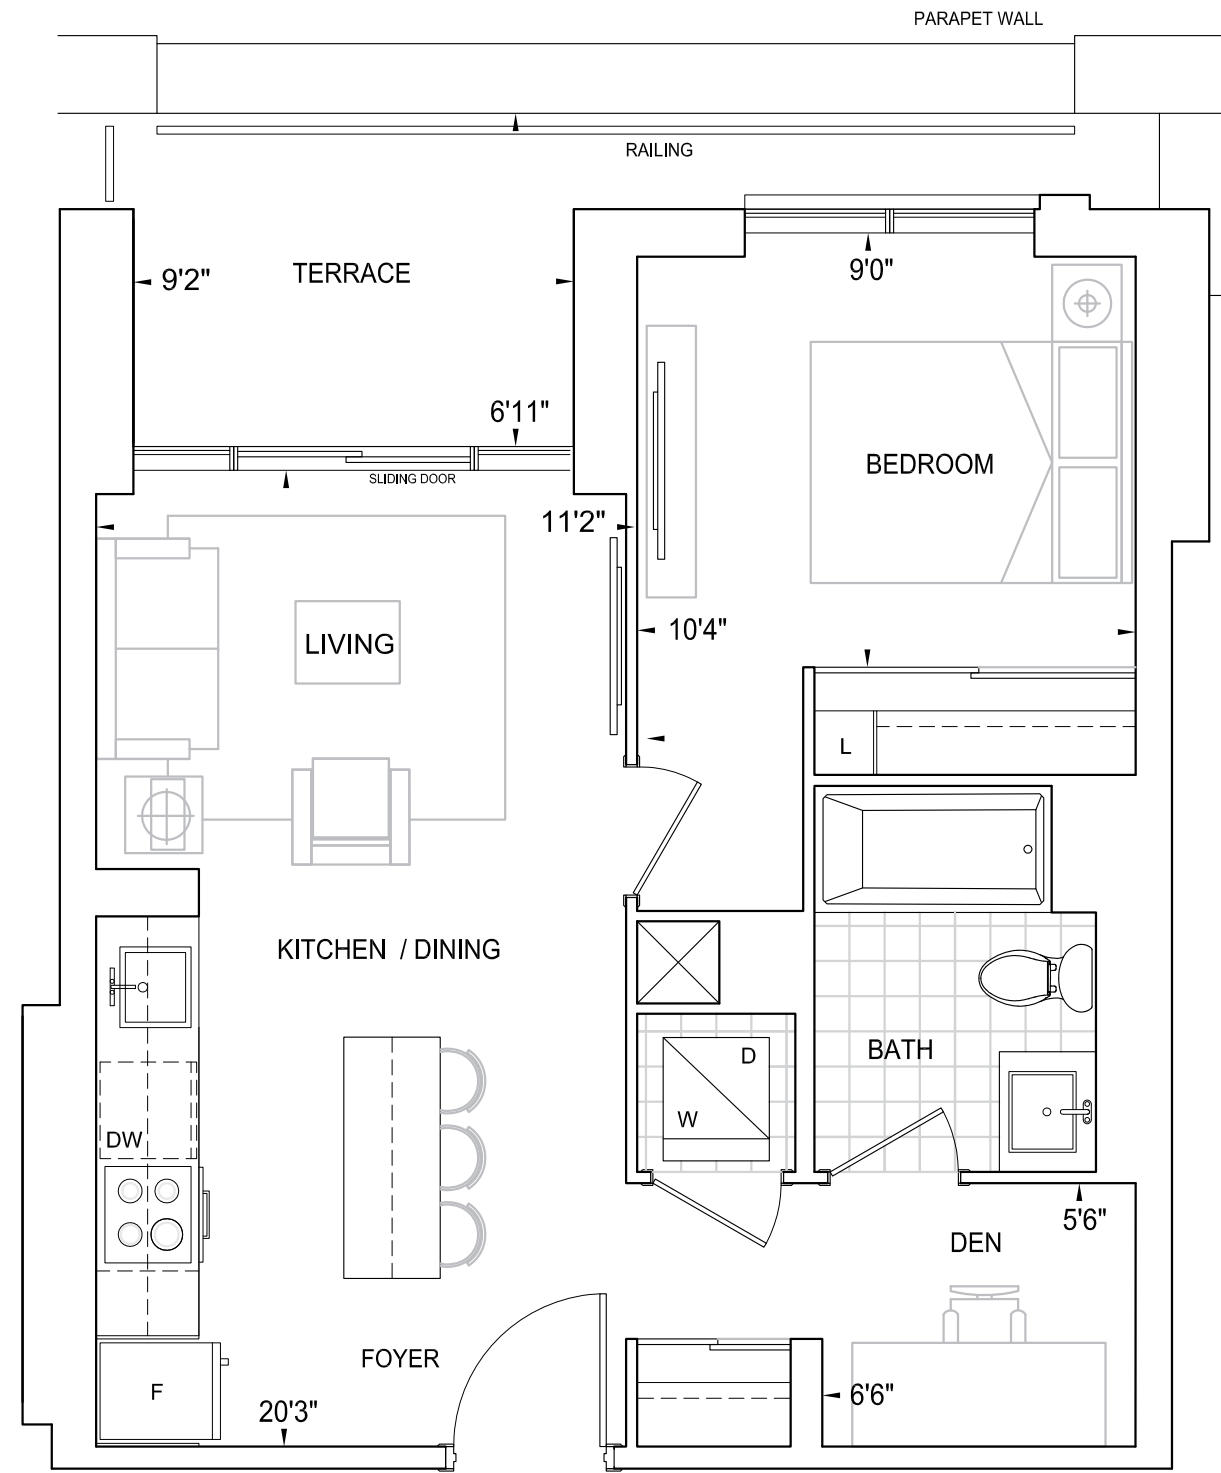 PARAPET WALL
RAILING
9'2"
TERRACE
9'0"
6'11"
SLIDING DOOR
BEDROOM
11'2"
LIVING
10'4"
L
KITCHEN / DINING
BATH
D
W
DW
5'6"
DEN
FOYER
F
6'6"
20'3"